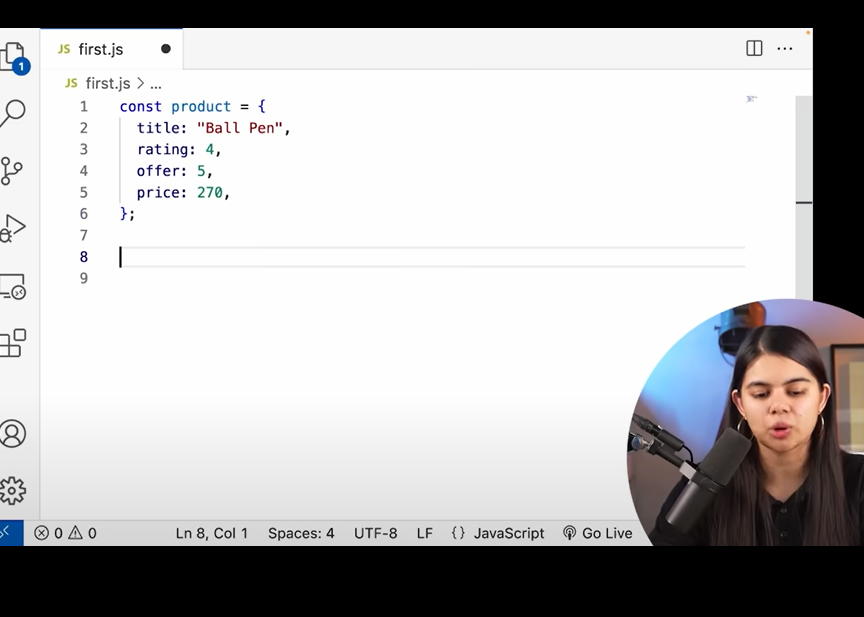 JS first.js
1
JS first.js > ...
1 const product = {
2 title: "Ball Pen",
3 rating: 4,
4 offer: 5,
5 price: 270,
6 };
7
8
9
0 0 Ln 8, Col 1 Spaces: 4 UTF-8 LF {} JavaScript Go Live